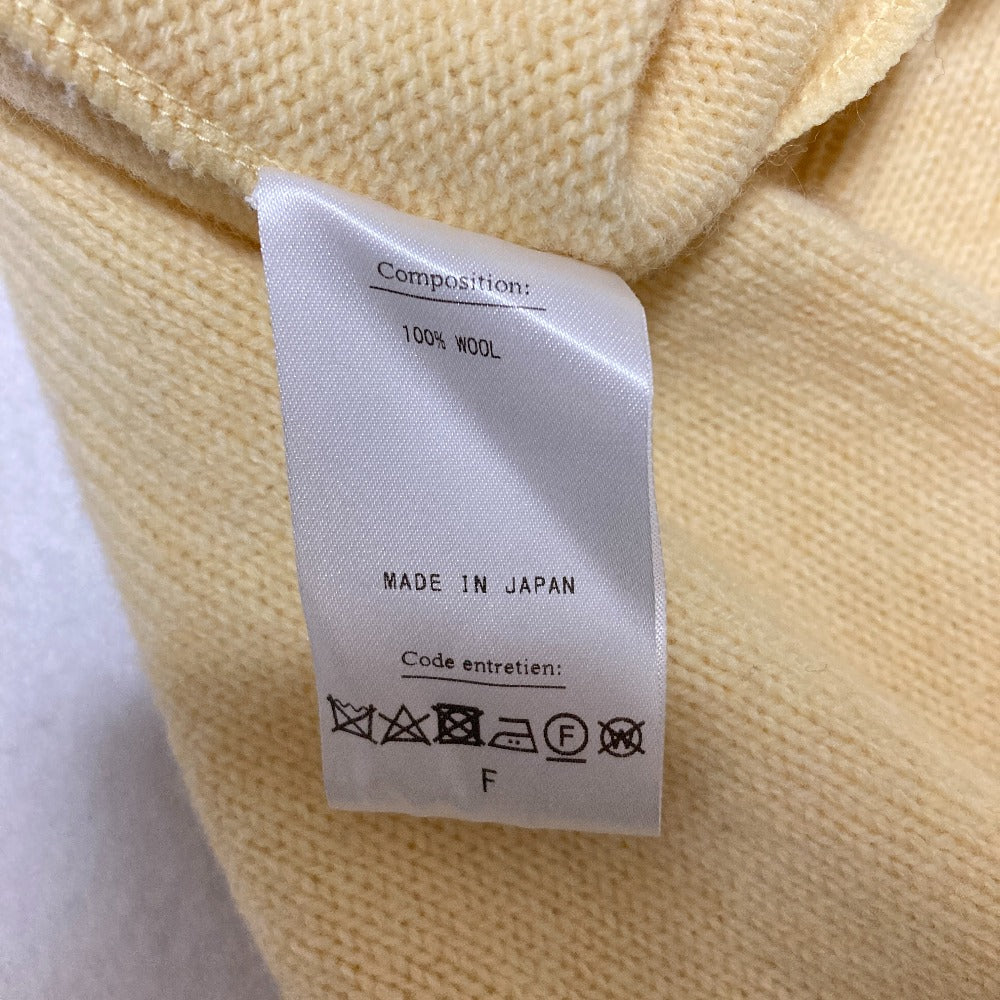 Composition:
100% WOOL
MADE IN JAPAN
Code entretien:
F W
F